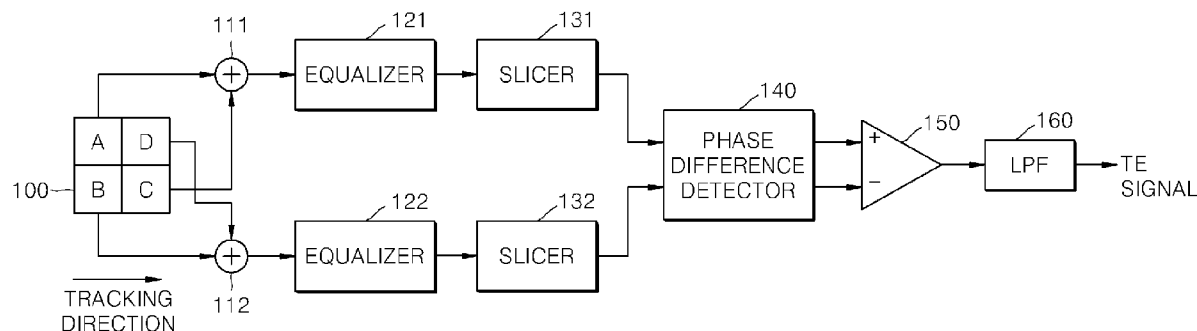 111
121
131
EQUALIZER
SLICER
140
A D
B C
100
PHASE
DIFFERENCE
DETECTOR
150
+
−
160
LPF
TE
SIGNAL
122
132
EQUALIZER
SLICER
112
TRACKING
DIRECTION